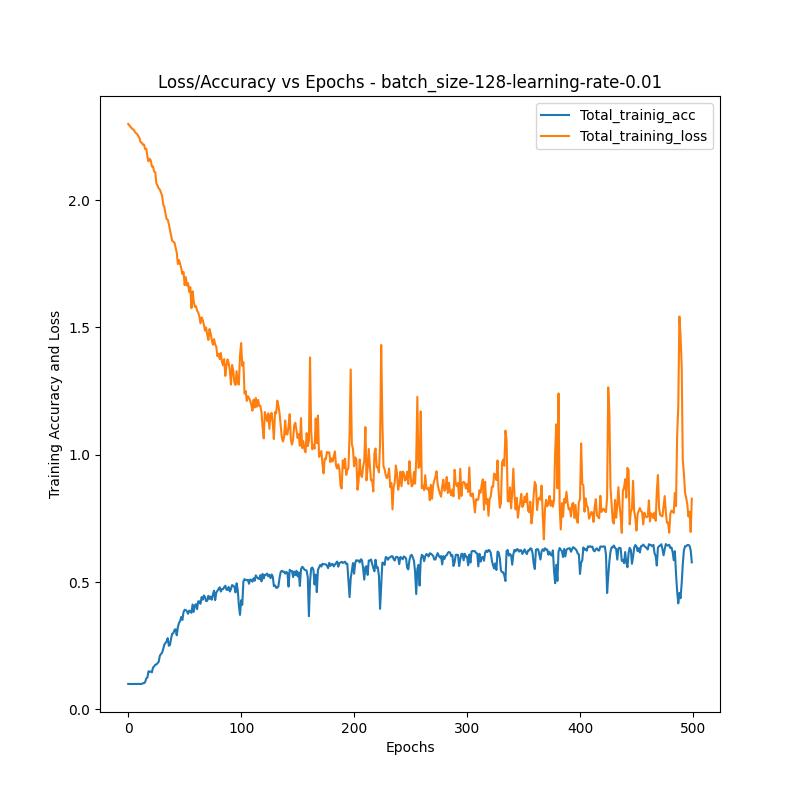 Loss/Accuracy vs Epochs - batch_size-128-learning-rate-0.01
Total_trainig_acc
Total_training_loss
Training Accuracy and Loss
2.0
1.5
1.0
0.5
0.0
0 100 200 300 400 500
Epochs